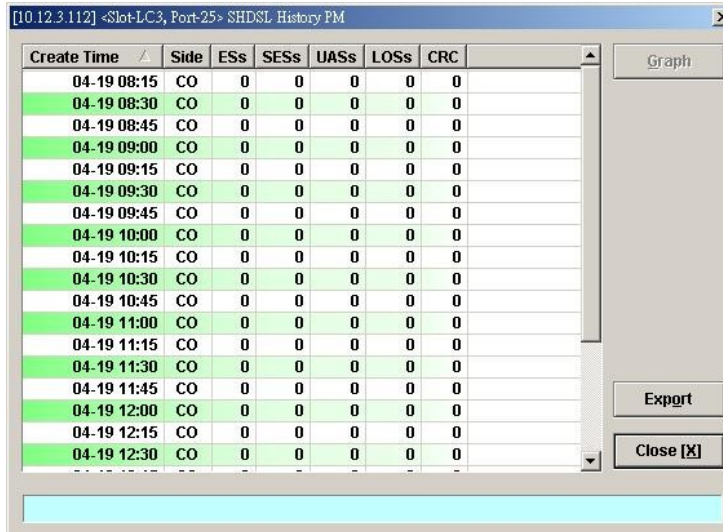 [10.12.3.112] <Slot-LC3, Port-25> SHDSL History PM
Create Time Side ESs SESs UASs LOSs CRC
04-19 08:15 CO 0 0 0 0 0
04-19 08:30 CO 0 0 0 0 0
04-19 08:45 CO 0 0 0 0 0
04-19 09:00 CO 0 0 0 0 0
04-19 09:15 CO 0 0 0 0 0
04-19 09:30 CO 0 0 0 0 0
04-19 09:45 CO 0 0 0 0 0
04-19 10:00 CO 0 0 0 0 0
04-19 10:15 CO 0 0 0 0 0
04-19 10:30 CO 0 0 0 0 0
04-19 10:45 CO 0 0 0 0 0
04-19 11:00 CO 0 0 0 0 0
04-19 11:15 CO 0 0 0 0 0
04-19 11:30 CO 0 0 0 0 0
04-19 11:45 CO 0 0 0 0 0
04-19 12:00 CO 0 0 0 0 0
04-19 12:15 CO 0 0 0 0 0
04-19 12:30 CO 0 0 0 0 0
Graph
Export
Close [X]